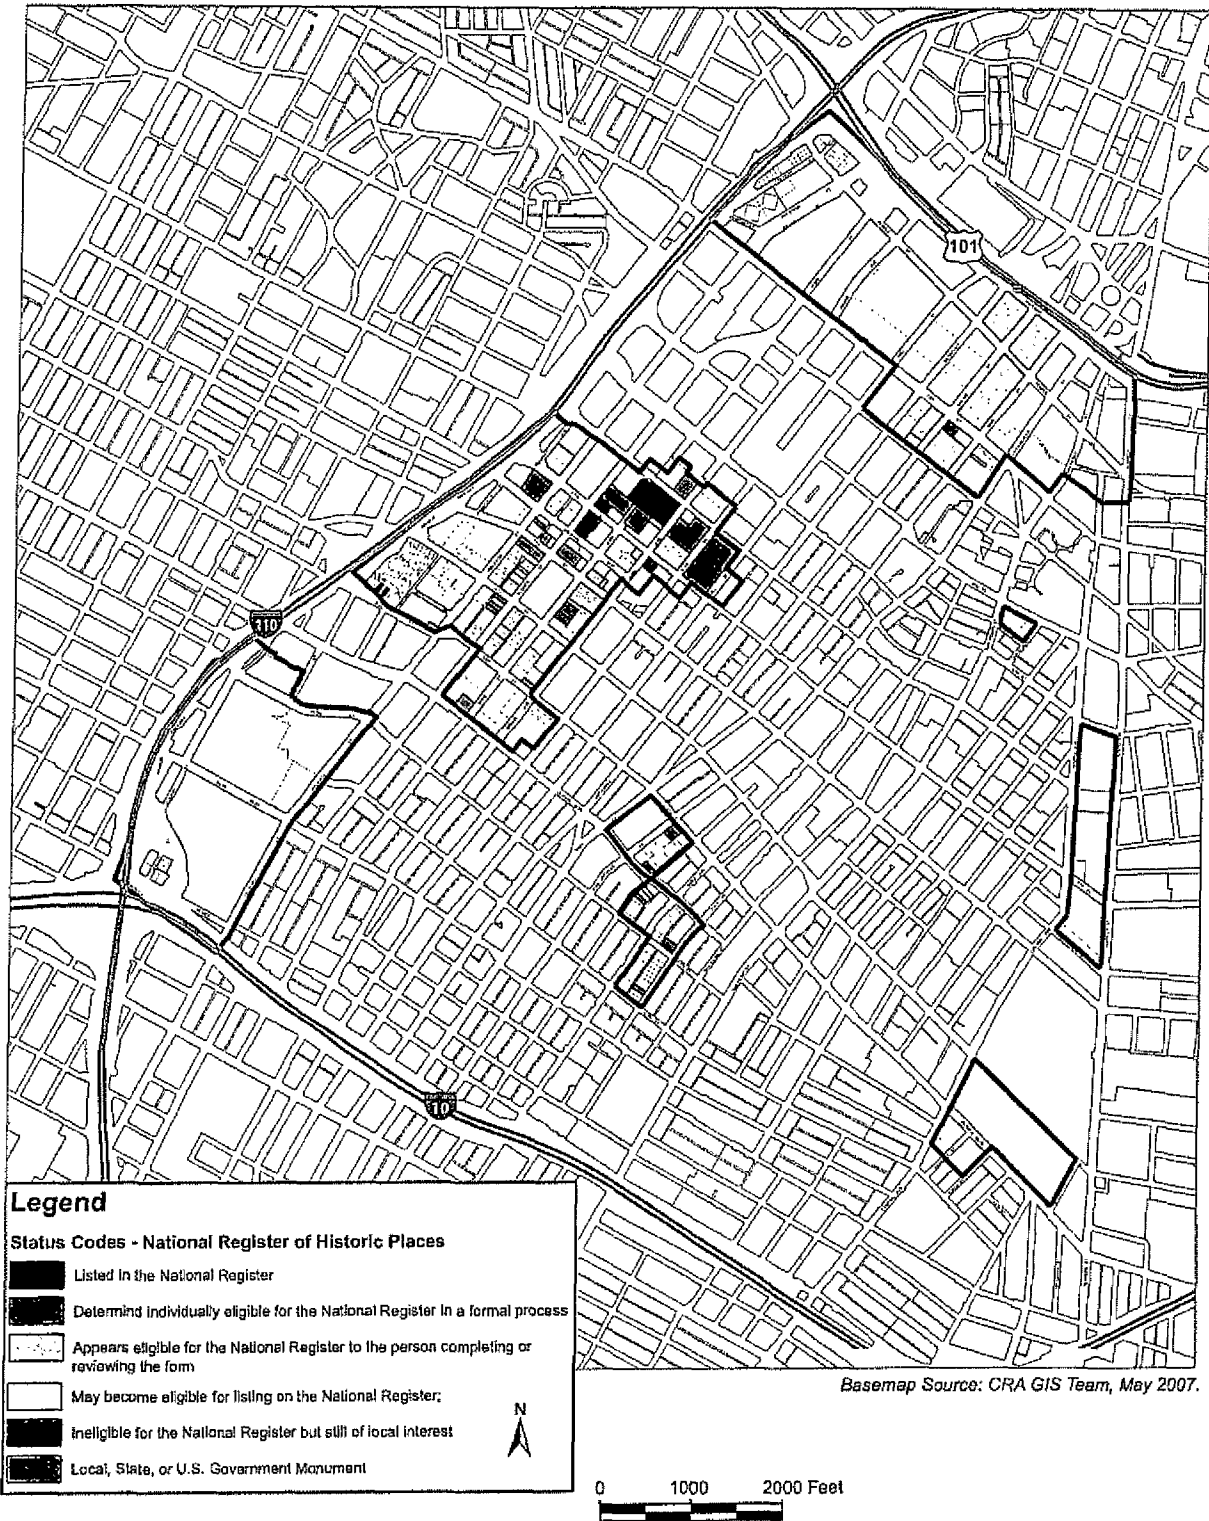 101
110
10
Legend
Status Codes - National Register of Historic Places
Listed in the National Register
Determind individually eligible for the National Register in a formal process
Appears eligible for the National Register to the person completing or
reviewing the form
May become eligible for listing on the National Register;
Ineligible for the National Register but still of local interest
Local, State, or U.S. Government Monument
N
Basemap Source: CRA GIS Team, May 2007.
0 1000 2000 Feet